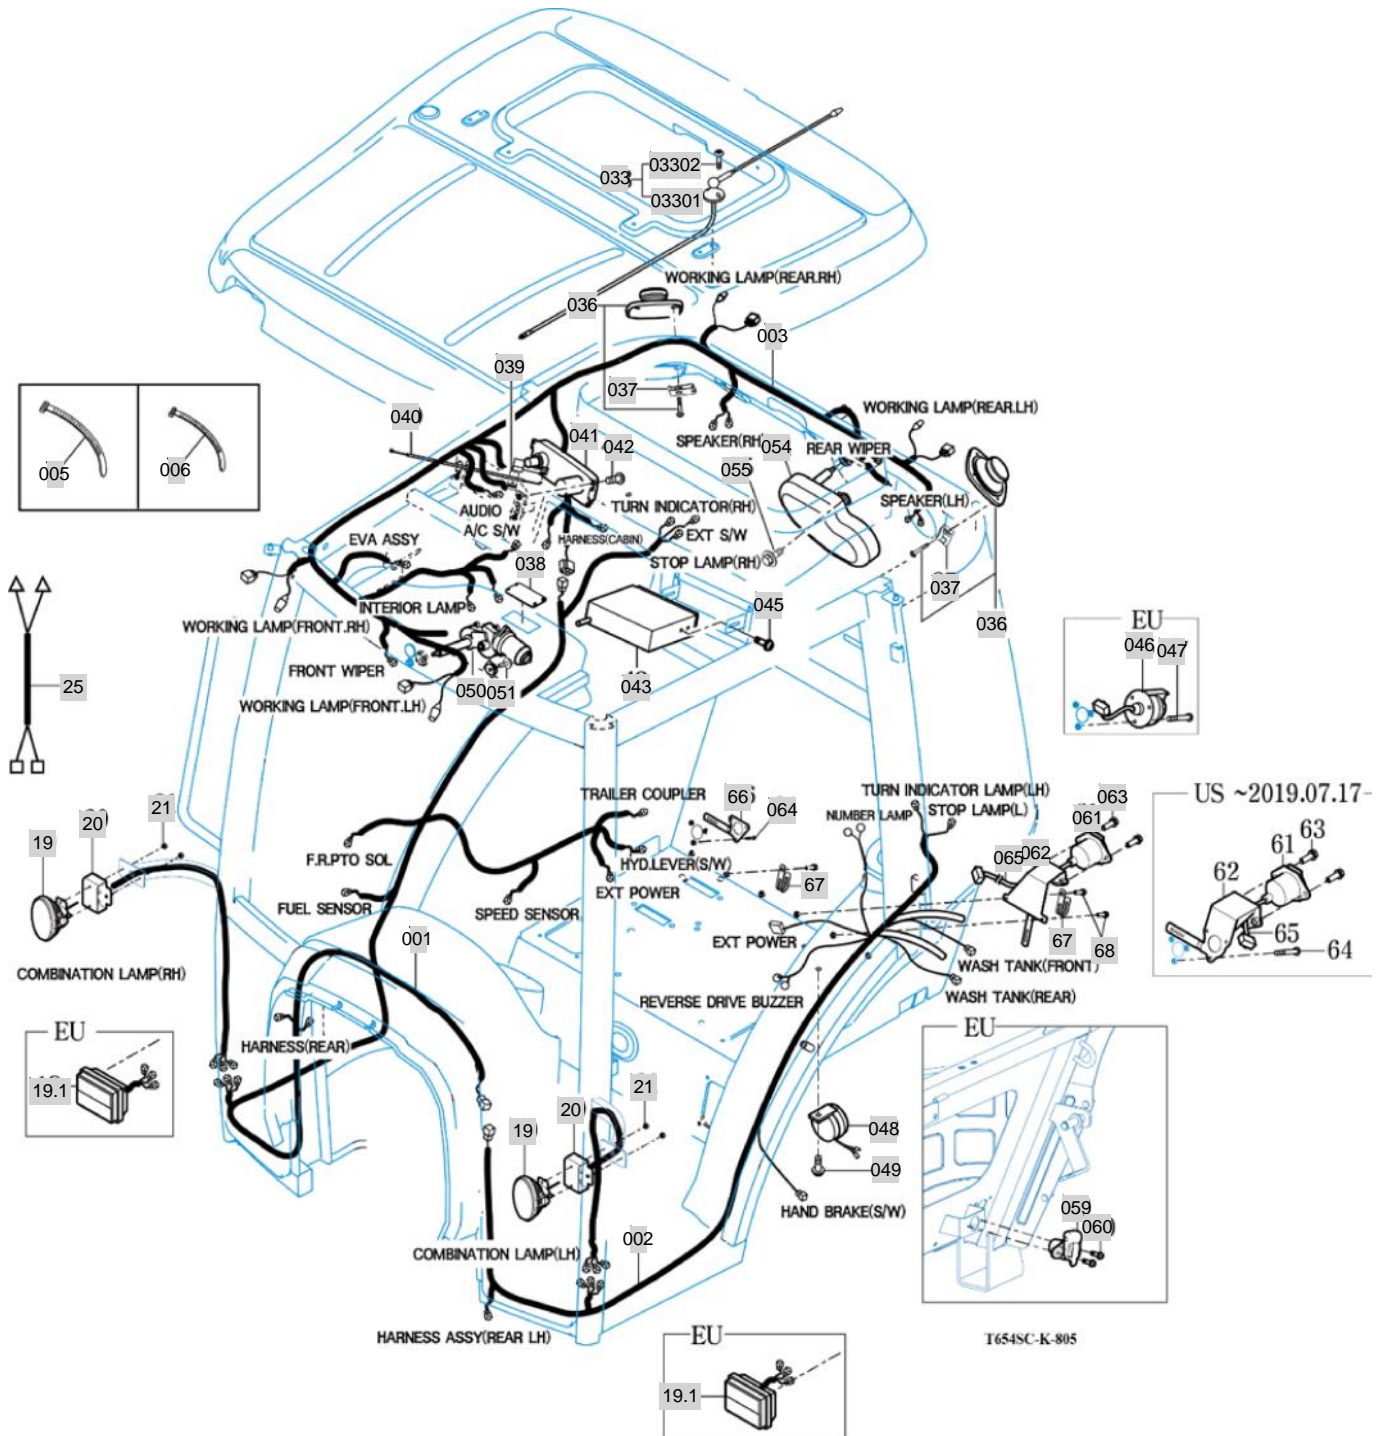 03302
033
03301
WORKING LAMP(REAR.RH)
036
003
039
037
040
WORKING LAMP(REAR.LH)
041
042
SPEAKER(RH)
054
REAR WIPER
005
006
055
SPEAKER(LH)
AUDIO
TURN INDICATOR(RH)
A/C S/W
EXT S/W
EVA ASSY
HARNESS(CABIN)
STOP LAMP(RH)
038
037
INTERIOR LAMP
045
036
WORKING LAMP(FRONT.RH)
EU
046
047
FRONT WIPER
25
050
051
043
WORKING LAMP(FRONT.LH)
TRAILER COUPLER
TURN INDICATOR LAMP(LH)
US ~2019.07.17
21
66
064
STOP LAMP(L)
063
20
NUMBER LAMP
061
63
19
61
F.R.PTO SOL
HYD.LEVER(S/W)
065
062
62
EXT POWER
67
FUEL SENSOR
SPEED SENSOR
001
EXT POWER
67
68
65
64
COMBINATION LAMP(RH)
WASH TANK(FRONT)
REVERSE DRIVE BUZZER
WASH TANK(REAR)
EU
EU
HARNESS(REAR)
19.1
21
20
19
048
049
HAND BRAKE(S/W)
059
060
COMBINATION LAMP(LH)
002
HARNESS ASSY(REAR LH)
EU
T654SC-K-805
19.1